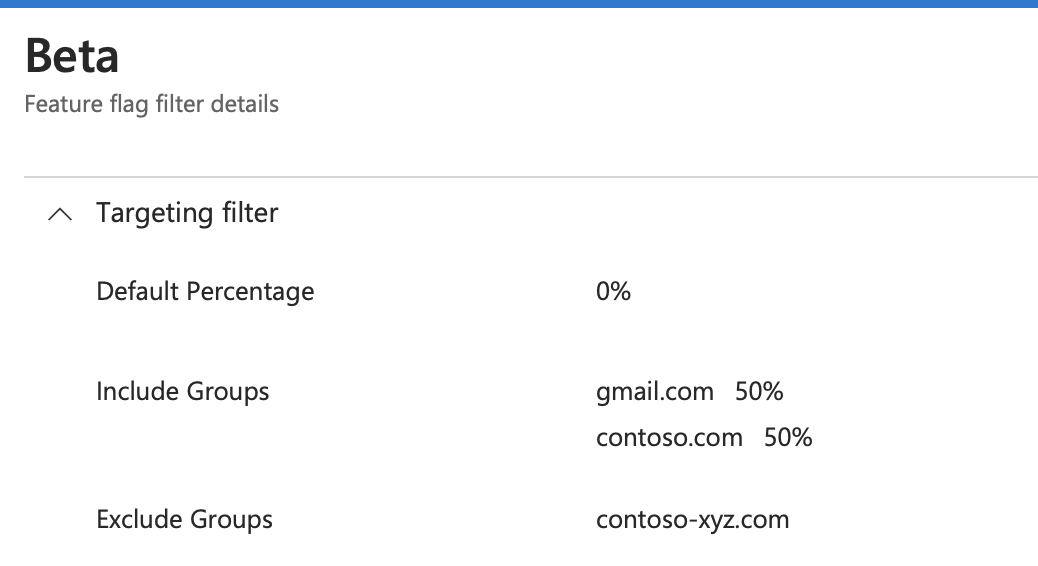 Beta
Feature flag filter details
Targeting filter
Default Percentage 0%
Include Groups gmail.com 50%
contoso.com 50%
Exclude Groups contoso-xyz.com